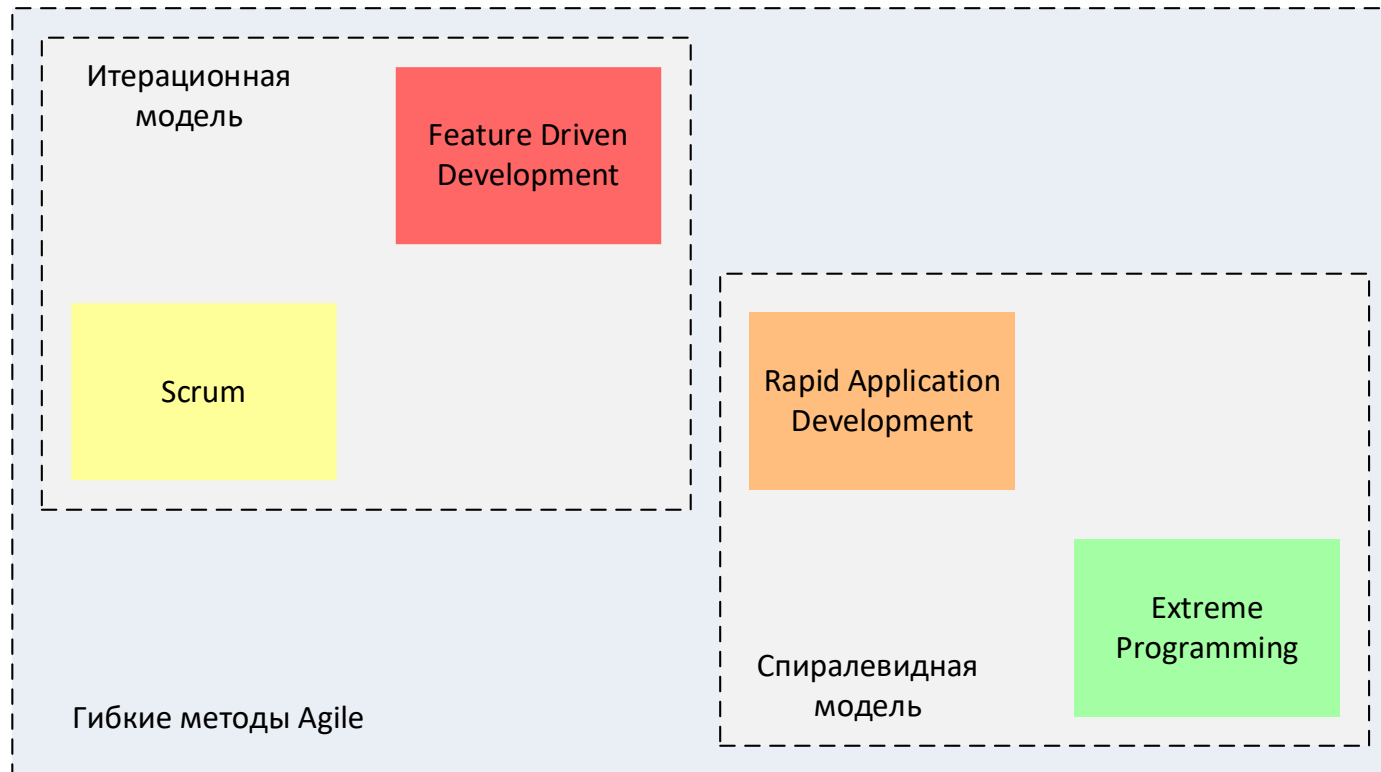 Итерационная
модель
Feature Driven
Development
Scrum
Rapid Application
Development
Extreme
Programming
Спиралевидная
модель
Гибкие методы Agile